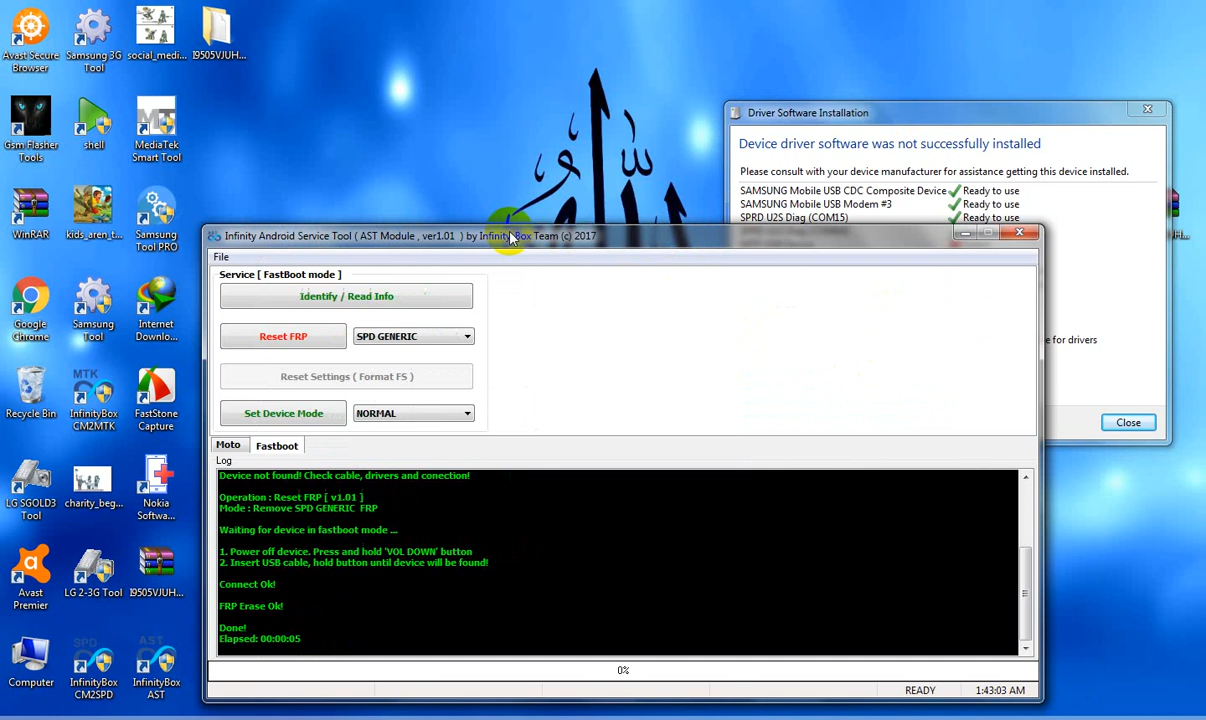 Avast Secure
Browser
Samsung 3G
Tool
social_medi...
I9505VJUH...
Gsm Flasher
Tools
shell
MT
MediaTek
Smart Tool
WinRAR
kids_aren_t...
Samsung
Tool PRO
Google
Chrome
Samsung
Tool
Internet
Downlo...
Recycle Bin
MTK
InfinityBox
CM2MTK
FastStone
Capture
LG SGOLD3
Tool
charity_beg...
Nokia
Softwa...
Avast
Premier
LG 2-3G Tool
I9505VJUH...
Computer
SPD
InfinityBox
CM2SPD
AST
InfinityBox
AST
الله
Driver Software Installation
Device driver software was not successfully installed
Please consult with your device manufacturer for assistance getting this device installed.
SAMSUNG Mobile USB CDC Composite Device
Ready to use
SAMSUNG Mobile USB Modem #3
Ready to use
SPRD U2S Diag (COM15)
Ready to use
e for drivers
Close
H...
Infinity Android Service Tool ( AST Module , ver1.01 ) by Infinity-Box Team (c) 2017
File
Service [ FastBoot mode ]
Identify / Read Info
Reset FRP
SPD GENERIC
Reset Settings ( Format FS )
Set Device Mode
NORMAL
Moto
Fastboot
Log
Device not found! Check cable, drivers and conection!
Operation : Reset FRP [ v1.01 ]
Mode : Remove SPD GENERIC FRP
Waiting for device in fastboot mode ...
1. Power off device. Press and hold 'VOL DOWN' button
2. Insert USB cable, hold button until device will be found!
Connect Ok!
FRP Erase Ok!
Done!
Elapsed: 00:00:05
0%
READY
1:43:03 AM